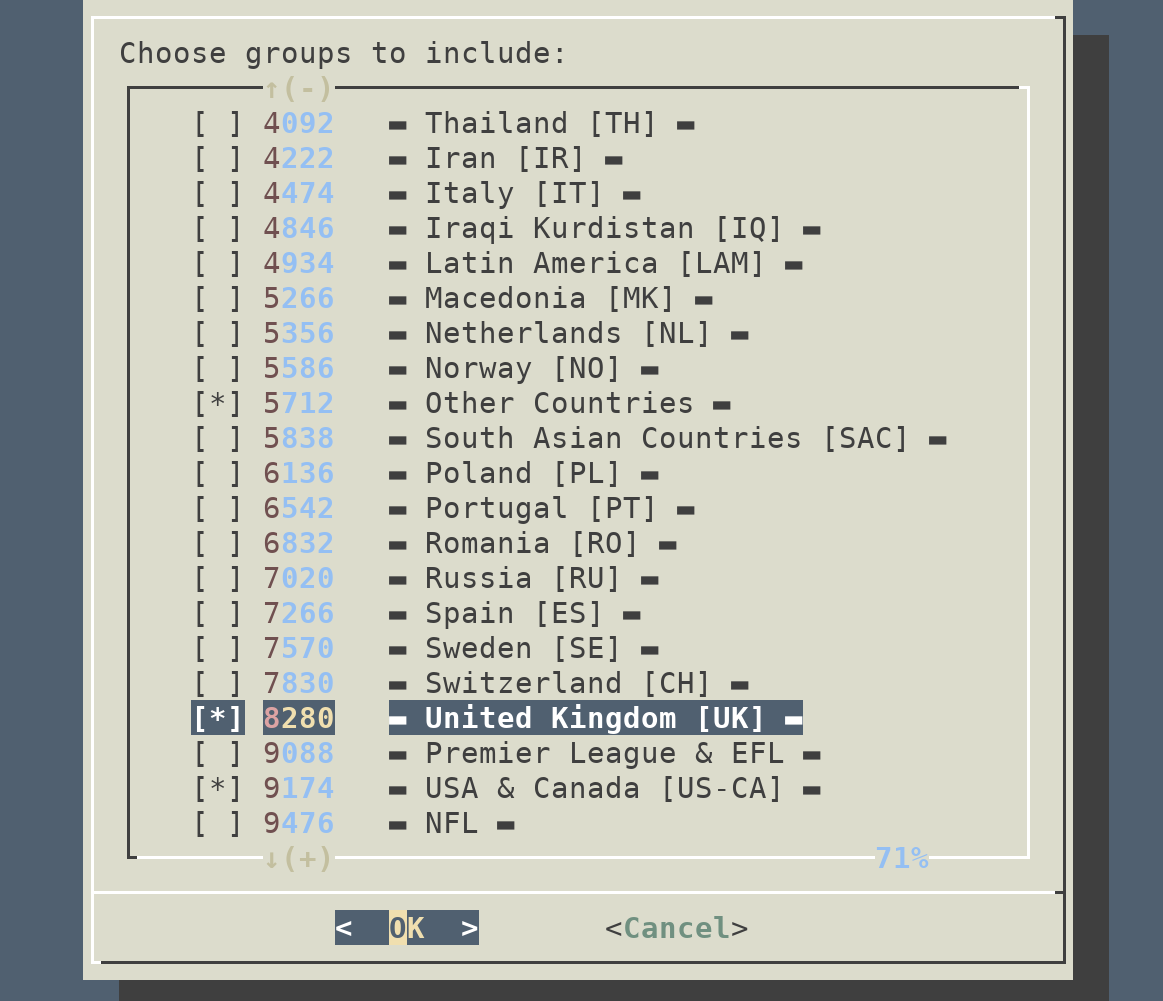 Choose groups to include:
↑(-)
[ ] 4092 ▬ Thailand [TH] ▬
[ ] 4222 ▬ Iran [IR] ▬
[ ] 4474 ▬ Italy [IT] ▬
[ ] 4846 ▬ Iraqi Kurdistan [IQ] ▬
[ ] 4934 ▬ Latin America [LAM] ▬
[ ] 5266 ▬ Macedonia [MK] ▬
[ ] 5356 ▬ Netherlands [NL] ▬
[ ] 5586 ▬ Norway [NO] ▬
[*] 5712 ▬ Other Countries ▬
[ ] 5838 ▬ South Asian Countries [SAC] ▬
[ ] 6136 ▬ Poland [PL] ▬
[ ] 6542 ▬ Portugal [PT] ▬
[ ] 6832 ▬ Romania [RO] ▬
[ ] 7020 ▬ Russia [RU] ▬
[ ] 7266 ▬ Spain [ES] ▬
[ ] 7570 ▬ Sweden [SE] ▬
[ ] 7830 ▬ Switzerland [CH] ▬
[*] 8280 ▬ United Kingdom [UK] ▬
[ ] 9088 ▬ Premier League & EFL ▬
[*] 9174 ▬ USA & Canada [US-CA] ▬
[ ] 9476 ▬ NFL ▬
↓(+) 71%
<  OK  > <Cancel>